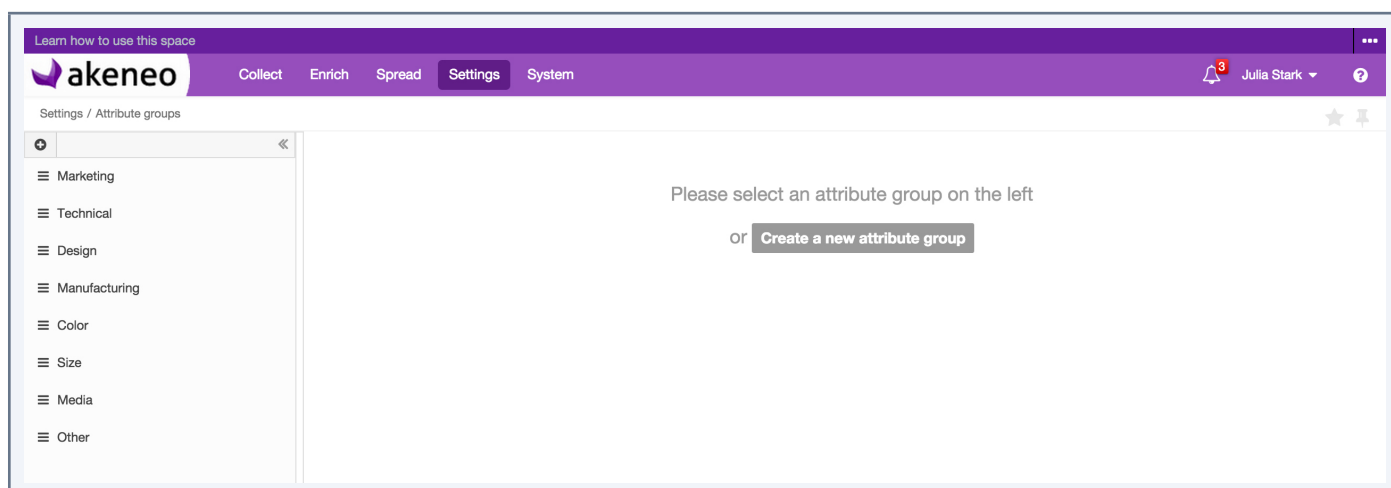 Learn how to use this space
akeneo Collect Enrich Spread Settings System 3 Julia Stark
Settings / Attribute groups
Marketing
Technical
Design
Manufacturing
Color
Size
Media
Other
Please select an attribute group on the left
or Create a new attribute group